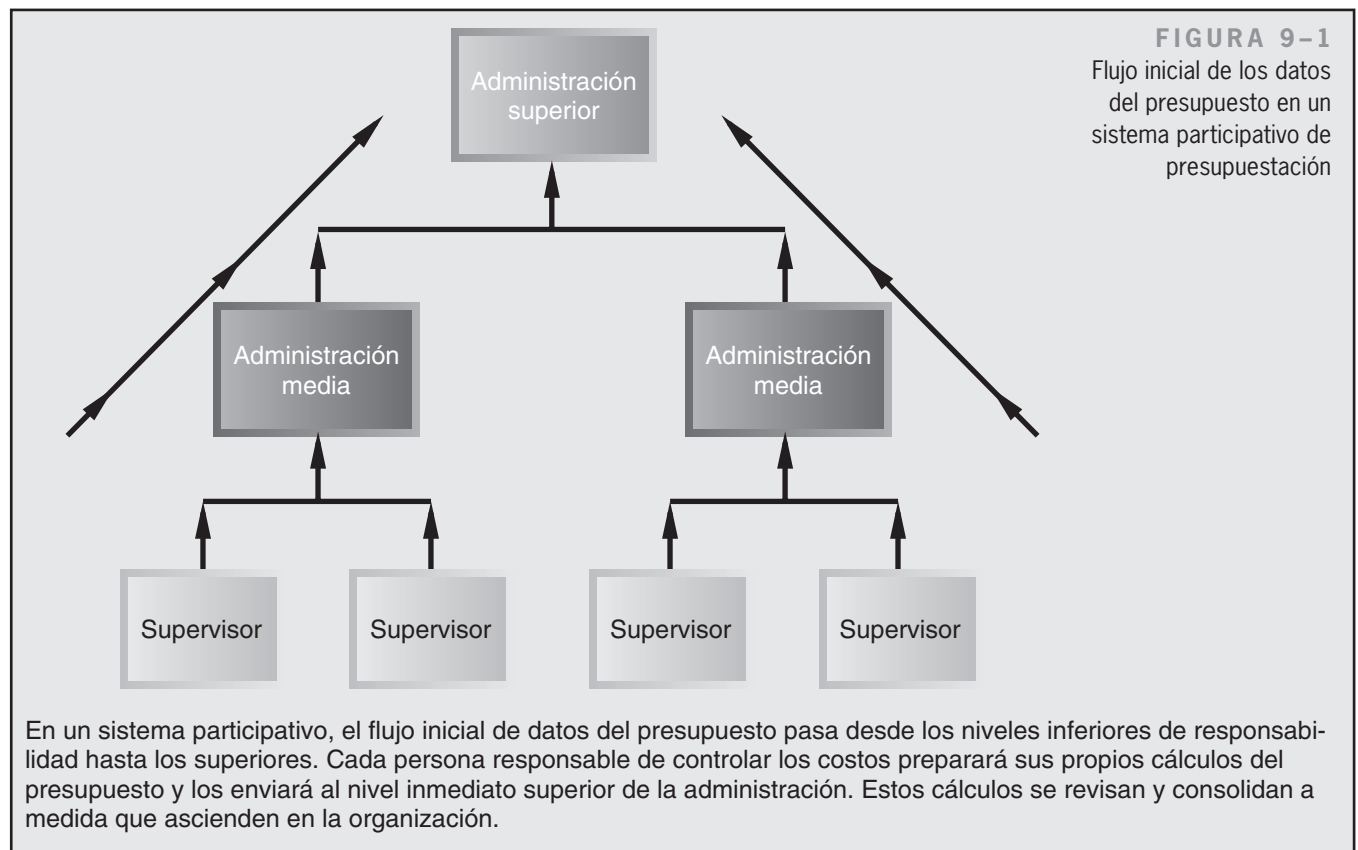 FIGURA 9–1
Flujo inicial de los datos
del presupuesto en un
sistema participativo de
presupuestación
Administración
superior
Administración
media
Administración
media
Supervisor
Supervisor
Supervisor
Supervisor
En un sistema participativo, el flujo inicial de datos del presupuesto pasa desde los niveles inferiores de responsabi-
lidad hasta los superiores. Cada persona responsable de controlar los costos preparará sus propios cálculos del
presupuesto y los enviará al nivel inmediato superior de la administración. Estos cálculos se revisan y consolidan a
medida que ascienden en la organización.